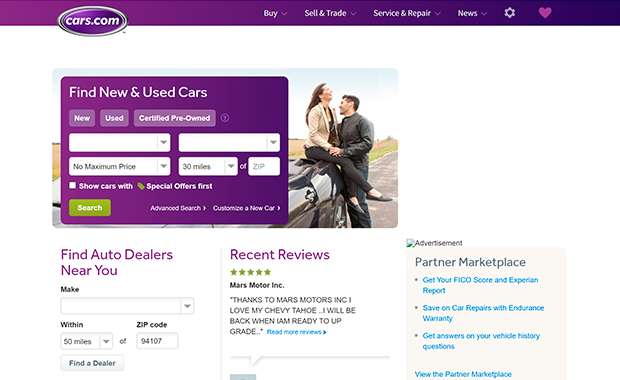 cars.com
Buy Sell & Trade Service & Repair News
Find New & Used Cars
New Used Certified Pre-Owned ?
No Maximum Price 30 miles of ZIP
Show cars with Special Offers first
Search Advanced Search Customize a New Car
Find Auto Dealers
Near You
Make
Within ZIP code
50 miles of 94107
Find a Dealer
Recent Reviews
Mars Motor Inc.
"THANKS TO MARS MOTORS INC I
LOVE MY CHEVY TAHOE ..I WILL BE
BACK WHEN IAM READY TO UP
GRADE.." Read more reviews
Advertisement
Partner Marketplace
Get Your FICO Score and Experian
Report
Save on Car Repairs with Endurance
Warranty
Get answers on your vehicle history
questions
View the Partner Marketplace